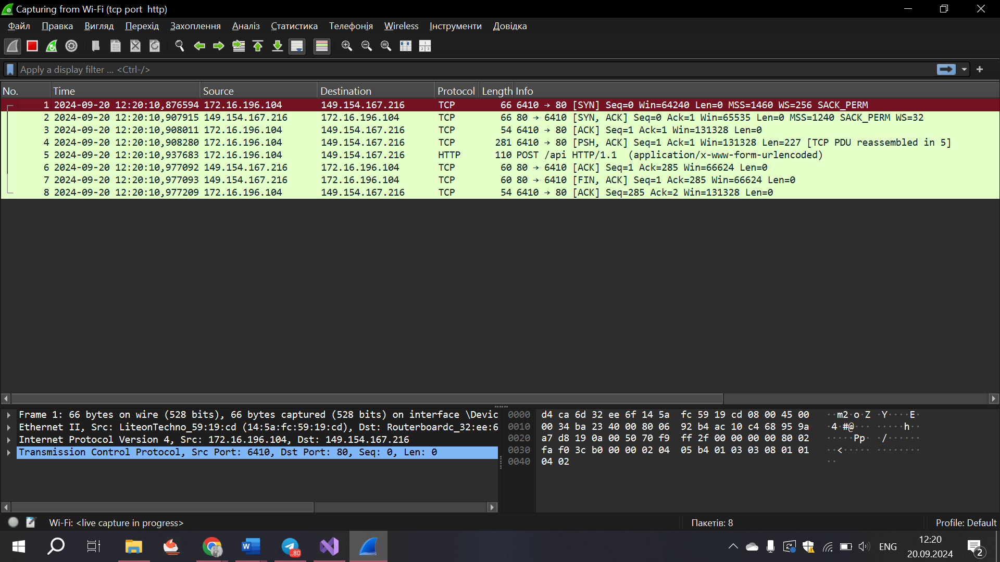 Capturing from Wi-Fi (tcp port  http)
Файл Правка Вигляд Перехід Захоплення Аналіз Статистика Телефонія Wireless Інструменти Довідка
Apply a display filter ... <Ctrl-/>
No. Time Source Destination Protocol Length Info
1 2024-09-20 12:20:10,876594 172.16.196.104 149.154.167.216 TCP 66 6410 → 80 [SYN] Seq=0 Win=64240 Len=0 MSS=1460 WS=256 SACK_PERM
2 2024-09-20 12:20:10,907915 149.154.167.216 172.16.196.104 TCP 66 80 → 6410 [SYN, ACK] Seq=0 Ack=1 Win=65535 Len=0 MSS=1240 SACK_PERM WS=32
3 2024-09-20 12:20:10,908011 172.16.196.104 149.154.167.216 TCP 54 6410 → 80 [ACK] Seq=1 Ack=1 Win=131328 Len=0
4 2024-09-20 12:20:10,908280 172.16.196.104 149.154.167.216 TCP 281 6410 → 80 [PSH, ACK] Seq=1 Ack=1 Win=131328 Len=227 [TCP PDU reassembled in 5]
5 2024-09-20 12:20:10,937683 172.16.196.104 149.154.167.216 HTTP 110 POST /api HTTP/1.1  (application/x-www-form-urlencoded)
6 2024-09-20 12:20:10,977092 149.154.167.216 172.16.196.104 TCP 60 80 → 6410 [ACK] Seq=1 Ack=285 Win=66624 Len=0
7 2024-09-20 12:20:10,977093 149.154.167.216 172.16.196.104 TCP 60 80 → 6410 [FIN, ACK] Seq=1 Ack=285 Win=66624 Len=0
8 2024-09-20 12:20:10,977209 172.16.196.104 149.154.167.216 TCP 54 6410 → 80 [ACK] Seq=285 Ack=2 Win=131328 Len=0
Frame 1: 66 bytes on wire (528 bits), 66 bytes captured (528 bits) on interface \Devic
Ethernet II, Src: LiteonTechno_59:19:cd (14:5a:fc:59:19:cd), Dst: Routerboardc_32:ee:6
Internet Protocol Version 4, Src: 172.16.196.104, Dst: 149.154.167.216
Transmission Control Protocol, Src Port: 6410, Dst Port: 80, Seq: 0, Len: 0
0000 d4 ca 6d 32 ee 6f 14 5a  fc 59 19 cd 08 00 45 00 ··m2·o·Z ·Y····E·
0010 00 34 ba 23 40 00 80 06  92 b4 ac 10 c4 68 95 9a ·4·#@··· ·····h··
0020 a7 d8 19 0a 00 50 70 f9  ff 2f 00 00 00 00 80 02 ·····Pp· ·/······
0030 fa f0 3c b0 00 00 02 04  05 b4 01 03 03 08 01 01 ··<····· ········
0040 04 02 ··
Wi-Fi: <live capture in progress> Пакетів: 8 Profile: Default
..80
ENG
12:20
20.09.2024
2